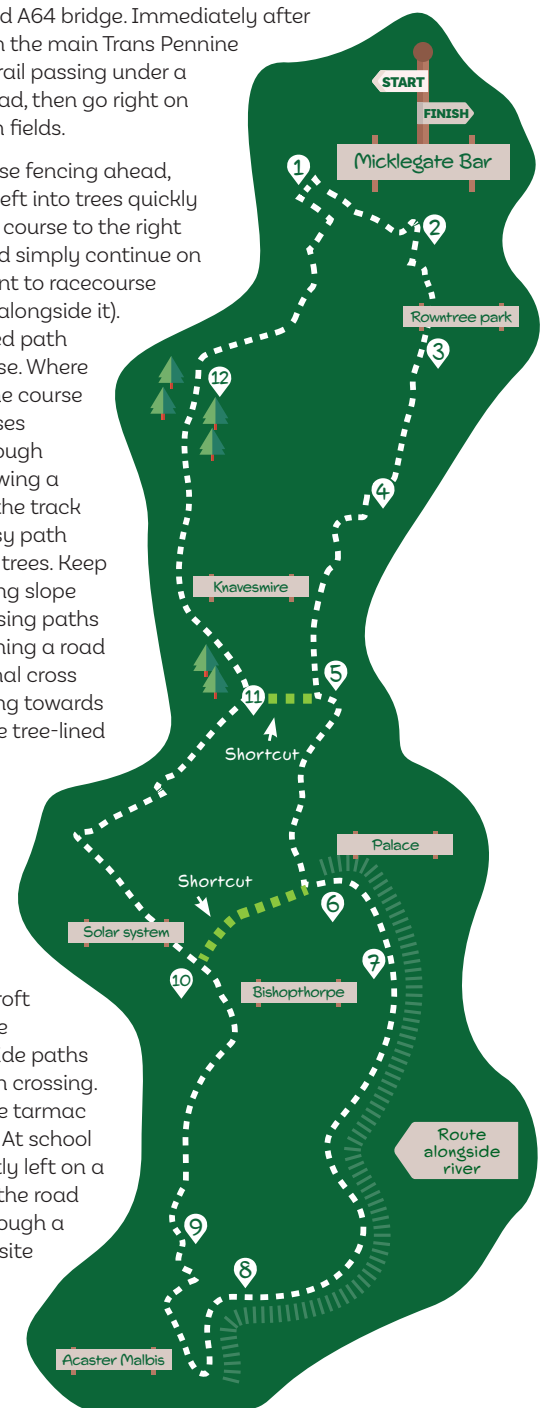 d A64 bridge. Immediately after
n the main Trans Pennine
rail passing under a
ad, then go right on
n fields.
se fencing ahead,
left into trees quickly
course to the right
d simply continue on
nt to racecourse
alongside it).
ed path
se. Where
e course
ses
ough
wing a
the track
sy path
trees. Keep
ng slope
sing paths
ning a road
nal cross
ng towards
e tree-lined
roft
e
ide paths
n crossing.
e tarmac
At school
tly left on a
the road
ough a
site
START
FINISH
Micklegate Bar
1
2
Rowntree park
3
12
4
Knavesmire
5
11
Shortcut
Palace
Shortcut
6
Solar system
7
10
Bishopthorpe
Route
alongside
river
9
8
Acaster Malbis